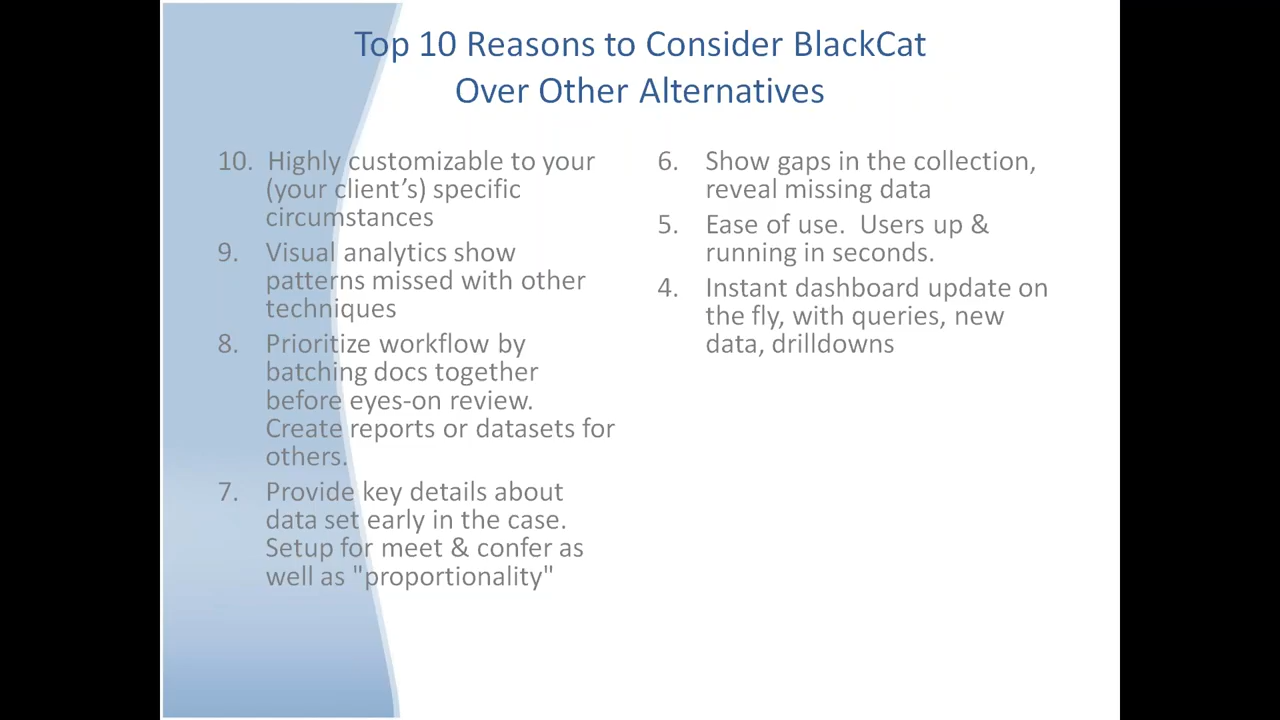 Top 10 Reasons to Consider BlackCat
Over Other Alternatives
10. Highly customizable to your
(your client’s) specific
circumstances
9. Visual analytics show
patterns missed with other
techniques
8. Prioritize workflow by
batching docs together
before eyes-on review.
Create reports or datasets for
others.
7. Provide key details about
data set early in the case.
Setup for meet & confer as
well as "proportionality"
6. Show gaps in the collection,
reveal missing data
5. Ease of use. Users up &
running in seconds.
4. Instant dashboard update on
the fly, with queries, new
data, drilldowns